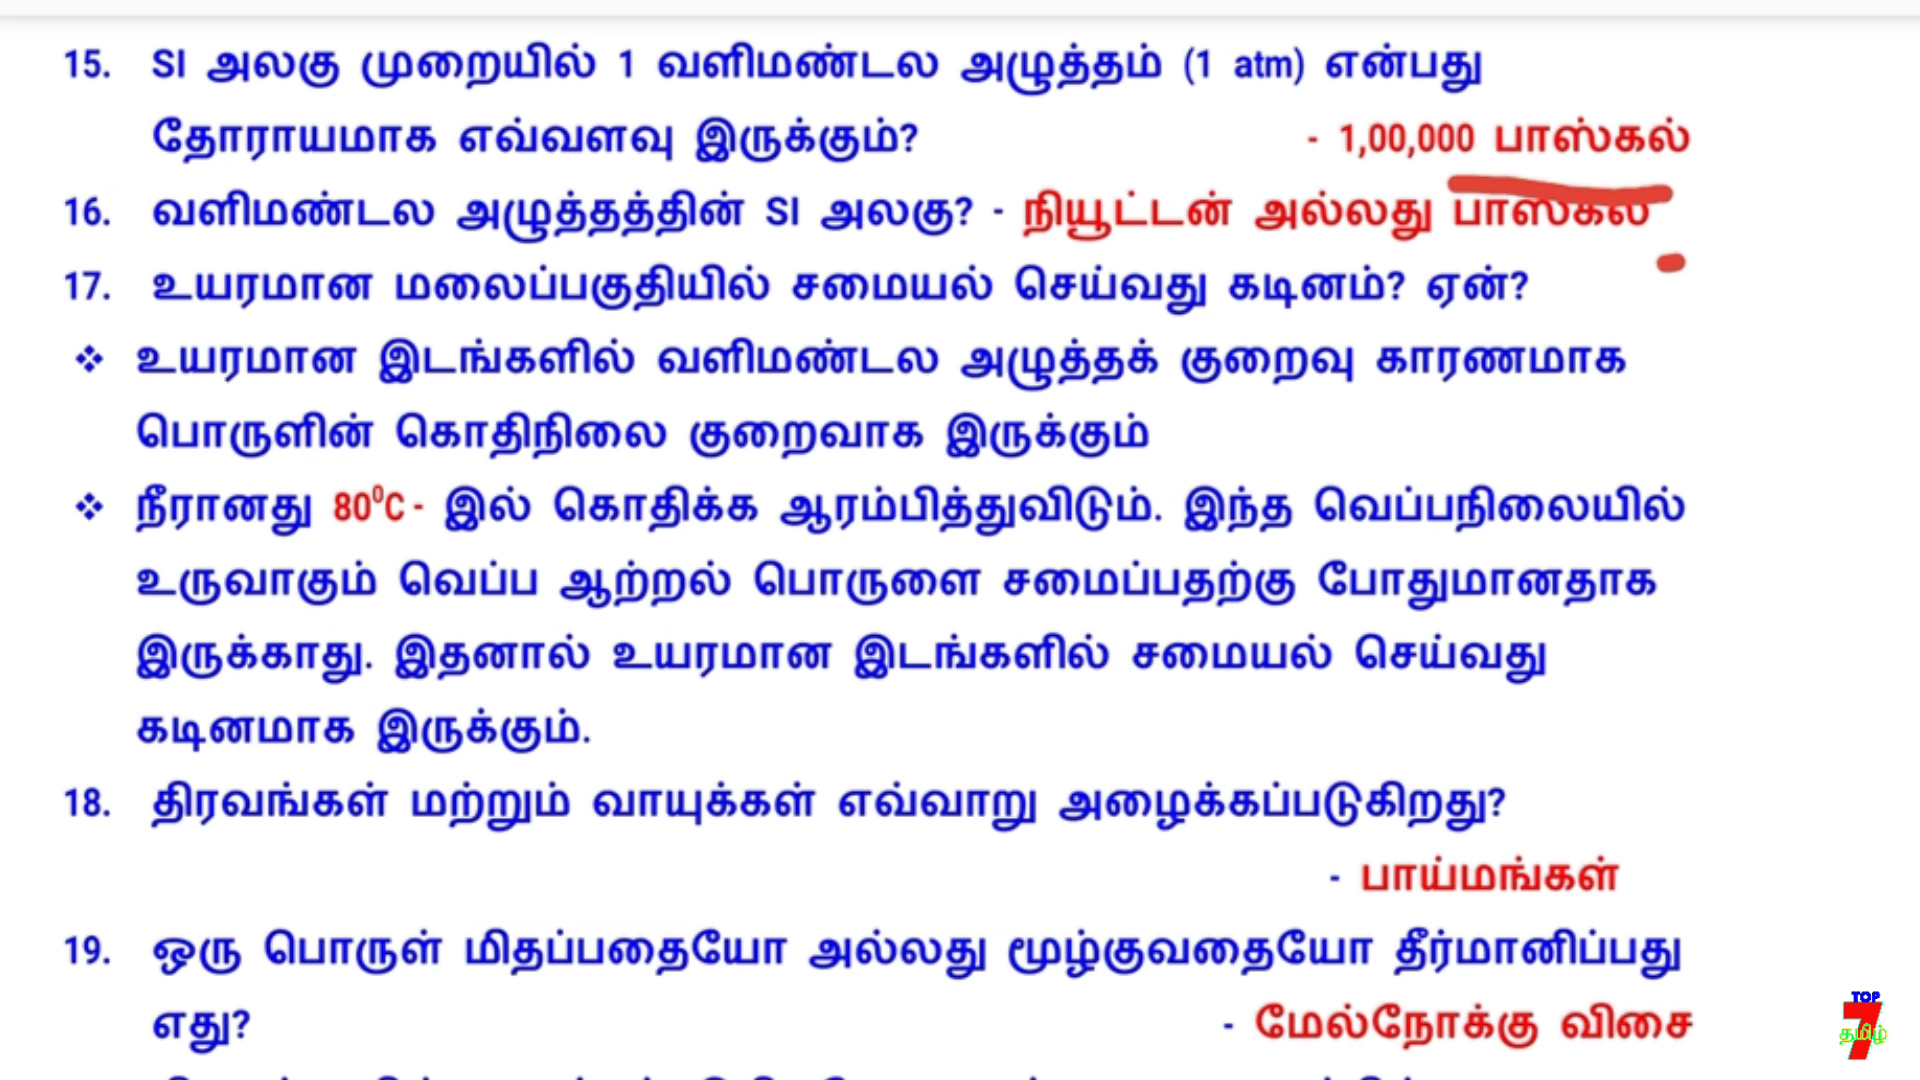 15. SI அலகு முறையில் 1 வளிமண்டல அழுத்தம் (1 atm) என்பது
தோராயமாக எவ்வளவு இருக்கும்? - 1,00,000 பாஸ்கல்
16. வளிமண்டல அழுத்தத்தின் SI அலகு? - நியூட்டன் அல்லது பாஸ்கல்
17. உயரமான மலைப்பகுதியில் சமையல் செய்வது கடினம்? ஏன்?
❖ உயரமான இடங்களில் வளிமண்டல அழுத்தக் குறைவு காரணமாக
பொருளின் கொதிநிலை குறைவாக இருக்கும்
❖ நீரானது 80⁰C - இல் கொதிக்க ஆரம்பித்துவிடும். இந்த வெப்பநிலையில்
உருவாகும் வெப்ப ஆற்றல் பொருளை சமைப்பதற்கு போதுமானதாக
இருக்காது. இதனால் உயரமான இடங்களில் சமையல் செய்வது
கடினமாக இருக்கும்.
18. திரவங்கள் மற்றும் வாயுக்கள் எவ்வாறு அழைக்கப்படுகிறது?
- பாய்மங்கள்
19. ஒரு பொருள் மிதப்பதையோ அல்லது மூழ்குவதையோ தீர்மானிப்பது
எது? - மேல்நோக்கு விசை
TOP
7
தமிழ்